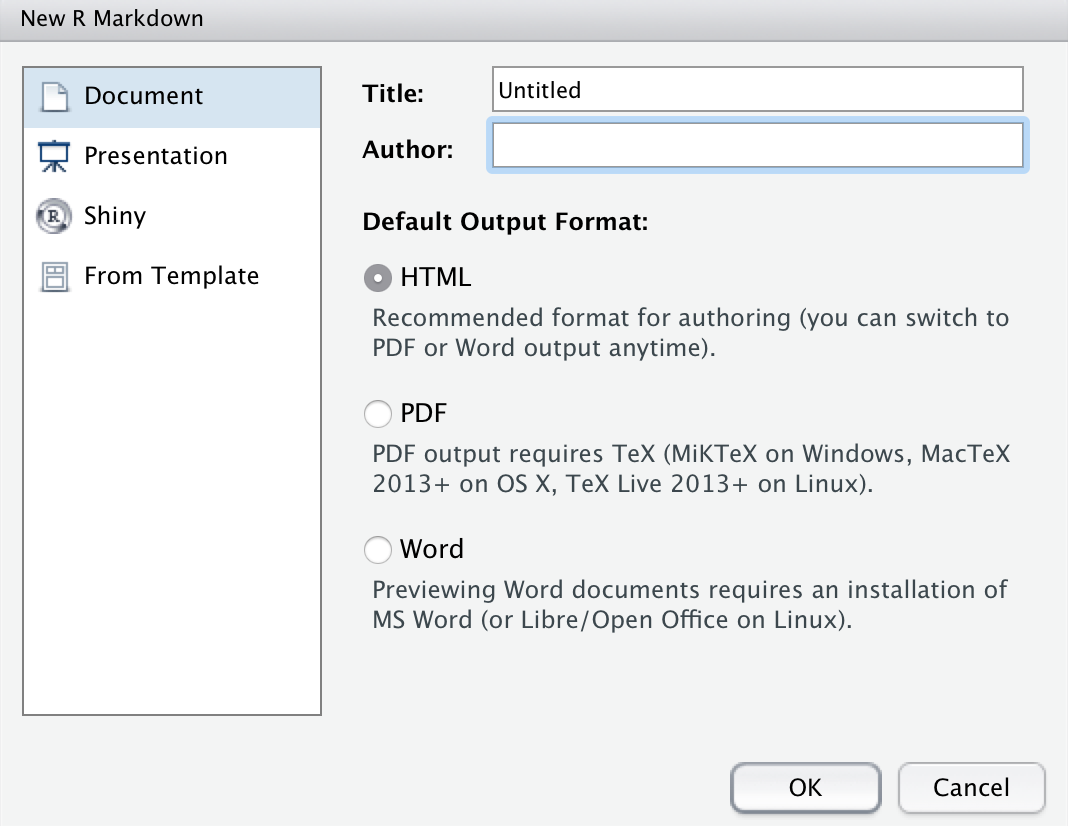 New R Markdown
Document
Presentation
Shiny
From Template
Title:
Untitled
Author:
Default Output Format:
HTML
Recommended format for authoring (you can switch to
PDF or Word output anytime).
PDF
PDF output requires TeX (MiKTeX on Windows, MacTeX
2013+ on OS X, TeX Live 2013+ on Linux).
Word
Previewing Word documents requires an installation of
MS Word (or Libre/Open Office on Linux).
OK
Cancel